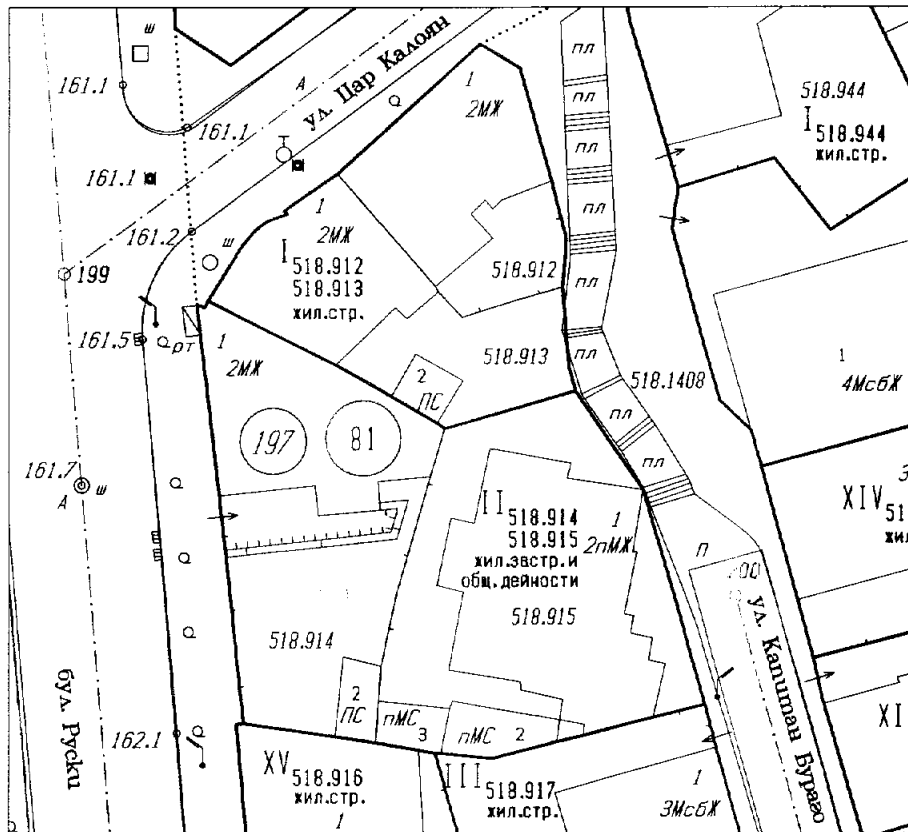 ш
161.1
А
ул. Цар Калоян
1
2МЖ
пл
пл
пл
пл
пл
пл
пл
пл
518.944
I 518.944
жил.стр.
161.1
Т
161.1
161.2
ш
199
1
2МЖ
I 518.912
518.913
жил.стр.
518.912
518.913
161.5
рт
1
2МЖ
2
ПС
518.1408
1
4МсбЖ
197
81
161.7
А
ш
II 518.914
518.915
жил.застр.и
общ.дейности
1
2пМЖ
518.915
XIV
П
200
ул. Капитан Бураго
518.914
2
ПС
пМС
3
пМС
2
бул. Руски
162.1
XV 518.916
жил.стр.
1
III 518.917
жил.стр.
1
3МсбЖ
XI